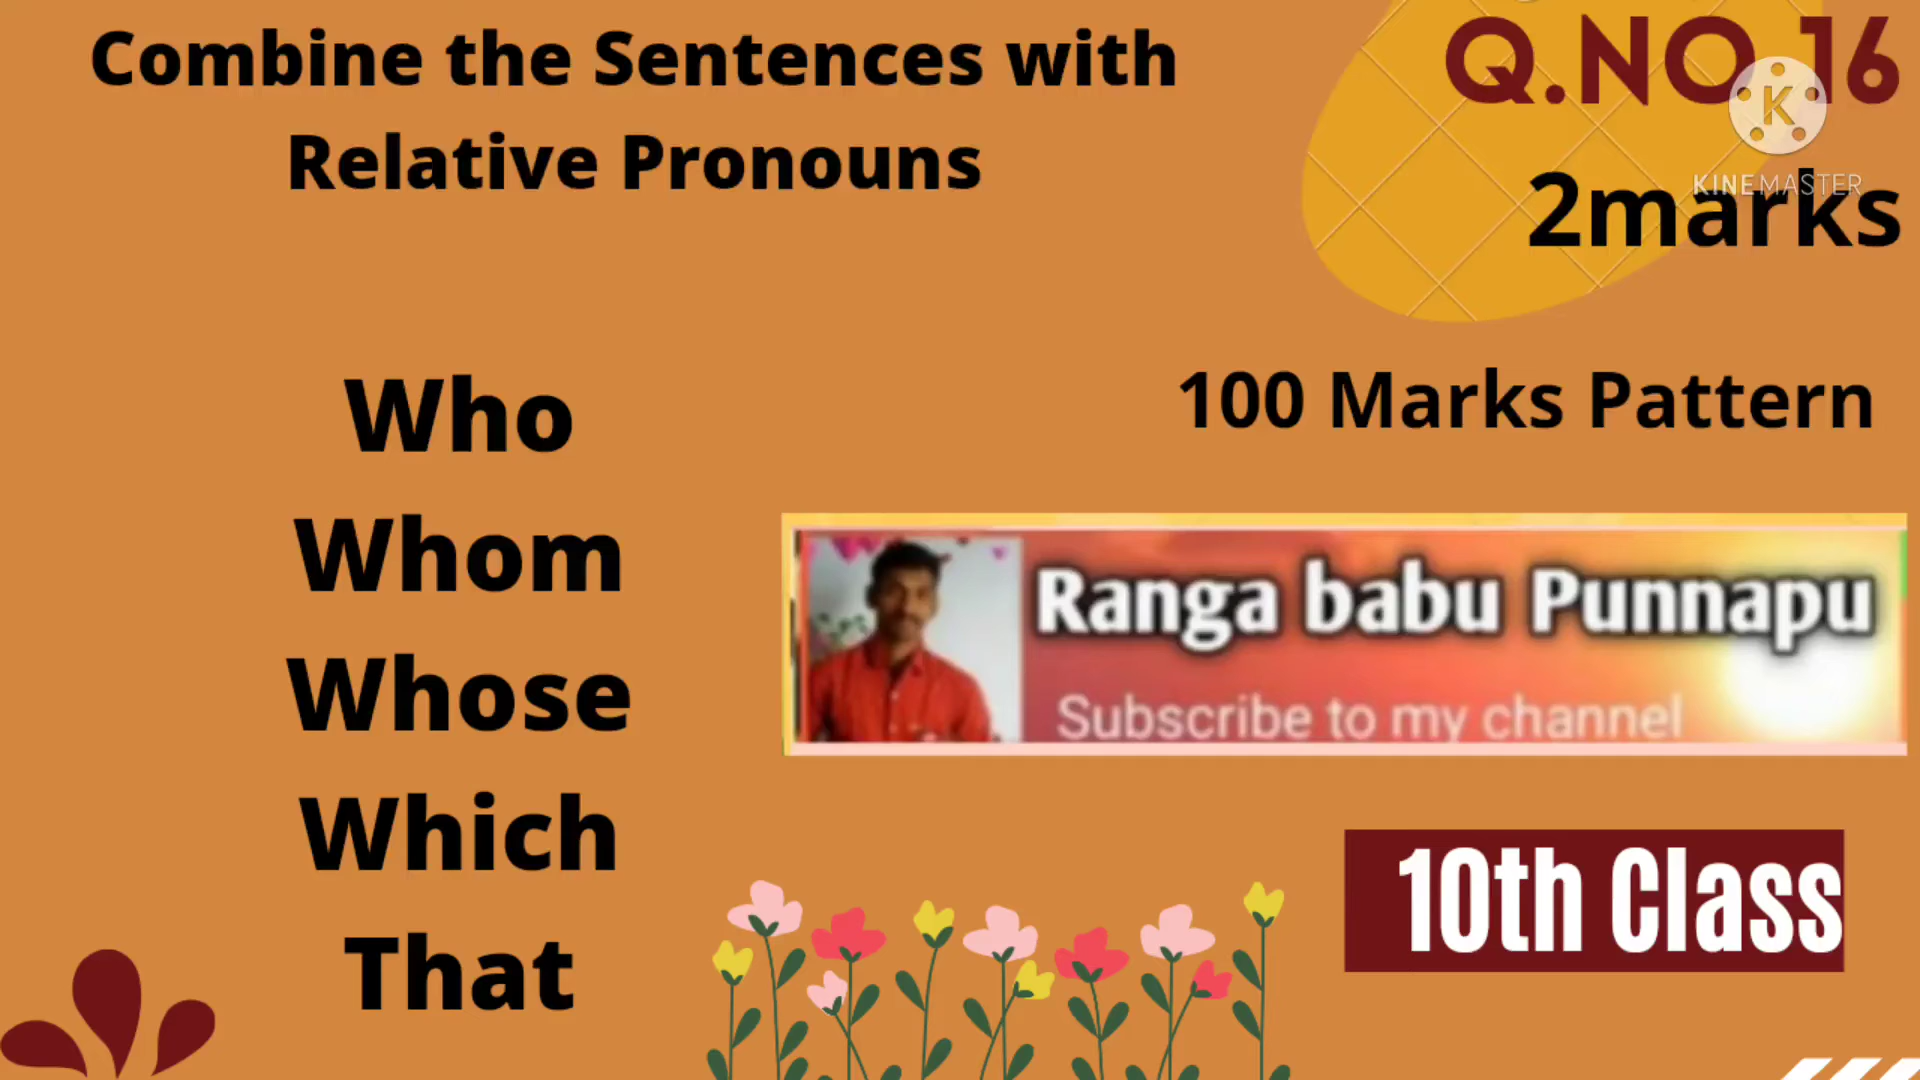 Combine the Sentences with
Relative Pronouns
Q.NO 16
2marks
K
KINEMASTER
100 Marks Pattern
Who
Whom
Whose
Which
That
Ranga babu Punnapu
Subscribe to my channel
10th Class